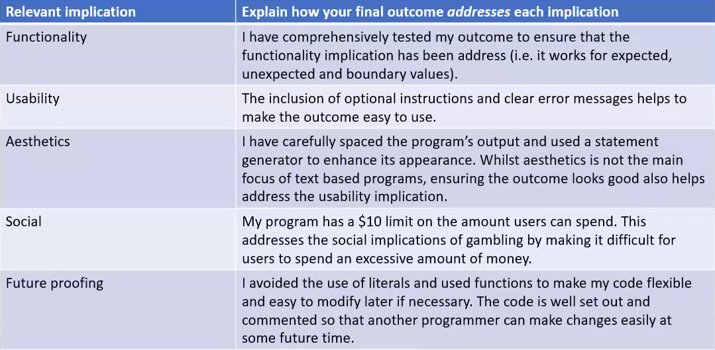 Relevant implication
Explain how your final outcome addresses each implication
Functionality
I have comprehensively tested my outcome to ensure that the
functionality implication has been address (i.e. it works for expected,
unexpected and boundary values).
Usability
The inclusion of optional instructions and clear error messages helps to
make the outcome easy to use.
Aesthetics
I have carefully spaced the program's output and used a statement
generator to enhance its appearance. Whilst aesthetics is not the main
focus of text based programs, ensuring the outcome looks good also helps
address the usability implication.
Social
My program has a $10 limit on the amount users can spend. This
addresses the social implications of gambling by making it difficult for
users to spend an excessive amount of money.
Future proofing
I avoided the use of literals and used functions to make my code flexible
and easy to modify later if necessary. The code is well set out and
commented so that another programmer can make changes easily at
some future time.